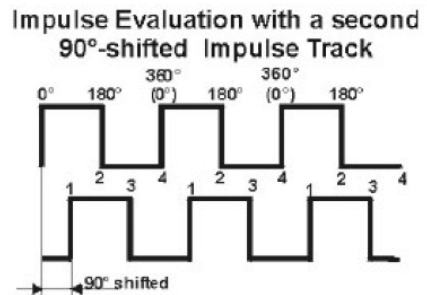 Impulse Evaluation with a second
90°-shifted Impulse Track
360° 360°
0° 180° (0°) 180° (0°) 180°
2 3 4 2 3 4 2 3 4
1 1 1
90° shifted